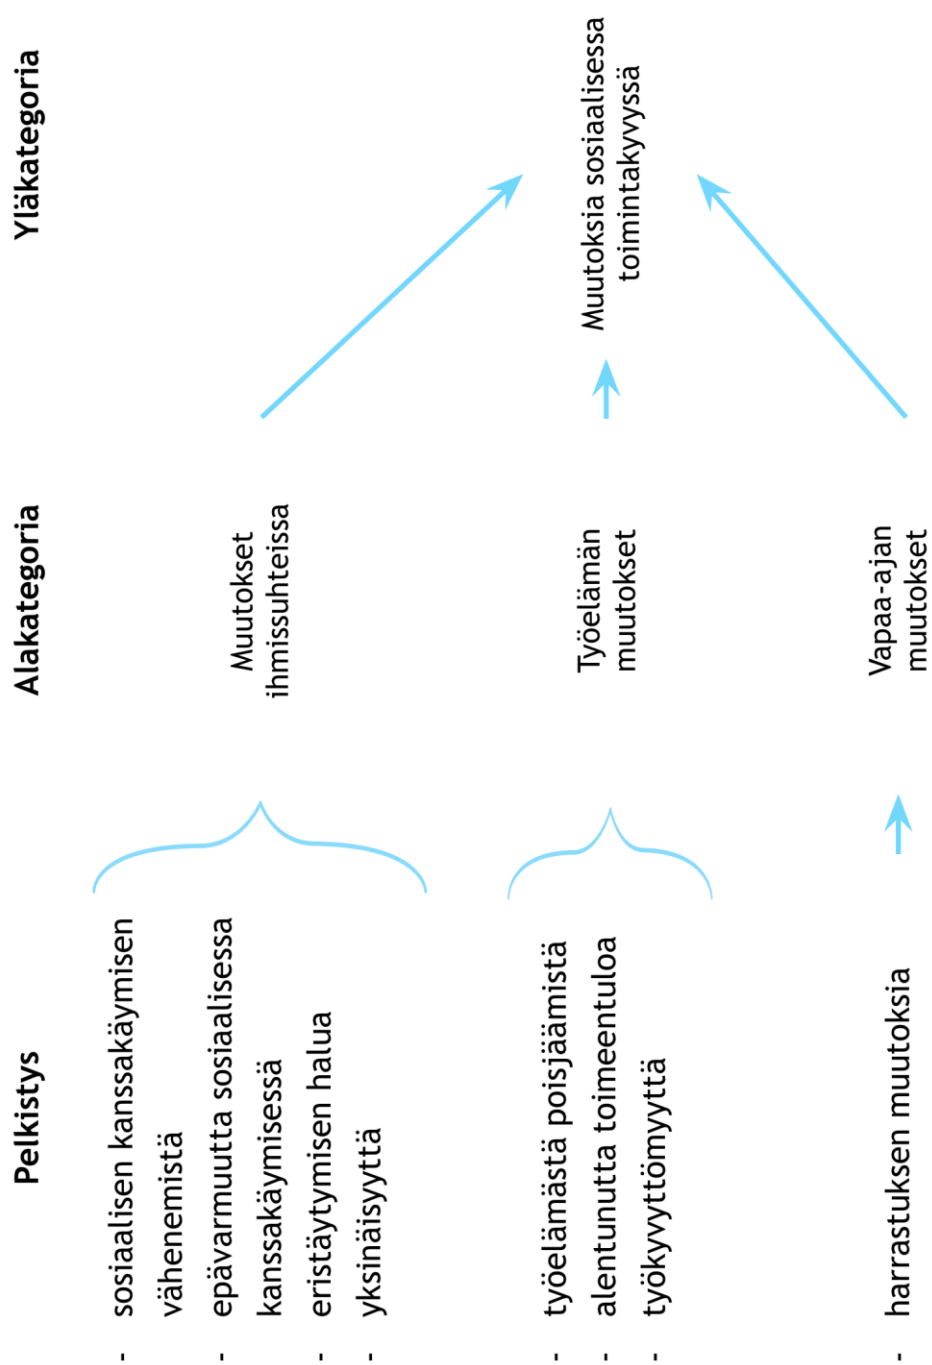 Pelkistys
Alakategoria
Yläkategoria
- sosiaalisen kanssakäymisen
vähenemistä
- epävarmuutta sosiaalisessa
kanssakäymisessä
- eristäytymisen halua
- yksinäisyyttä
Muutokset
ihmissuhteissa
- työelämästä poisjäämistä
- alentunutta toimeentuloa
- työkyvyttömyyttä
Työelämän
muutokset
Muutoksia sosiaalisessa
toimintakyvyssä
- harrastuksen muutoksia
Vapaa-ajan
muutokset